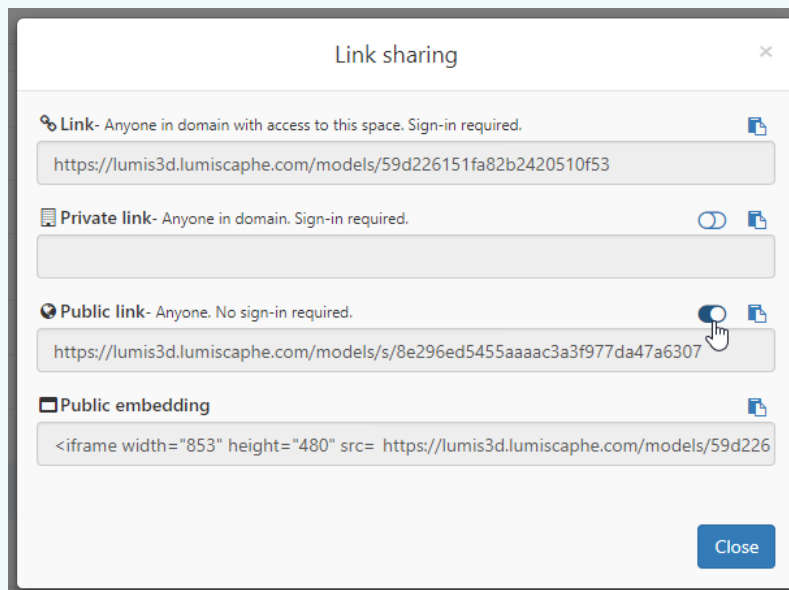 Link sharing
×
Link- Anyone in domain with access to this space. Sign-in required.
https://lumis3d.lumiscaphe.com/models/59d226151fa82b2420510f53
Private link- Anyone in domain. Sign-in required.
Public link- Anyone. No sign-in required.
https://lumis3d.lumiscaphe.com/models/s/8e296ed5455aaaac3a3f977da47a6307
Public embedding
<iframe width="853" height="480" src= https://lumis3d.lumiscaphe.com/models/59d226
Close